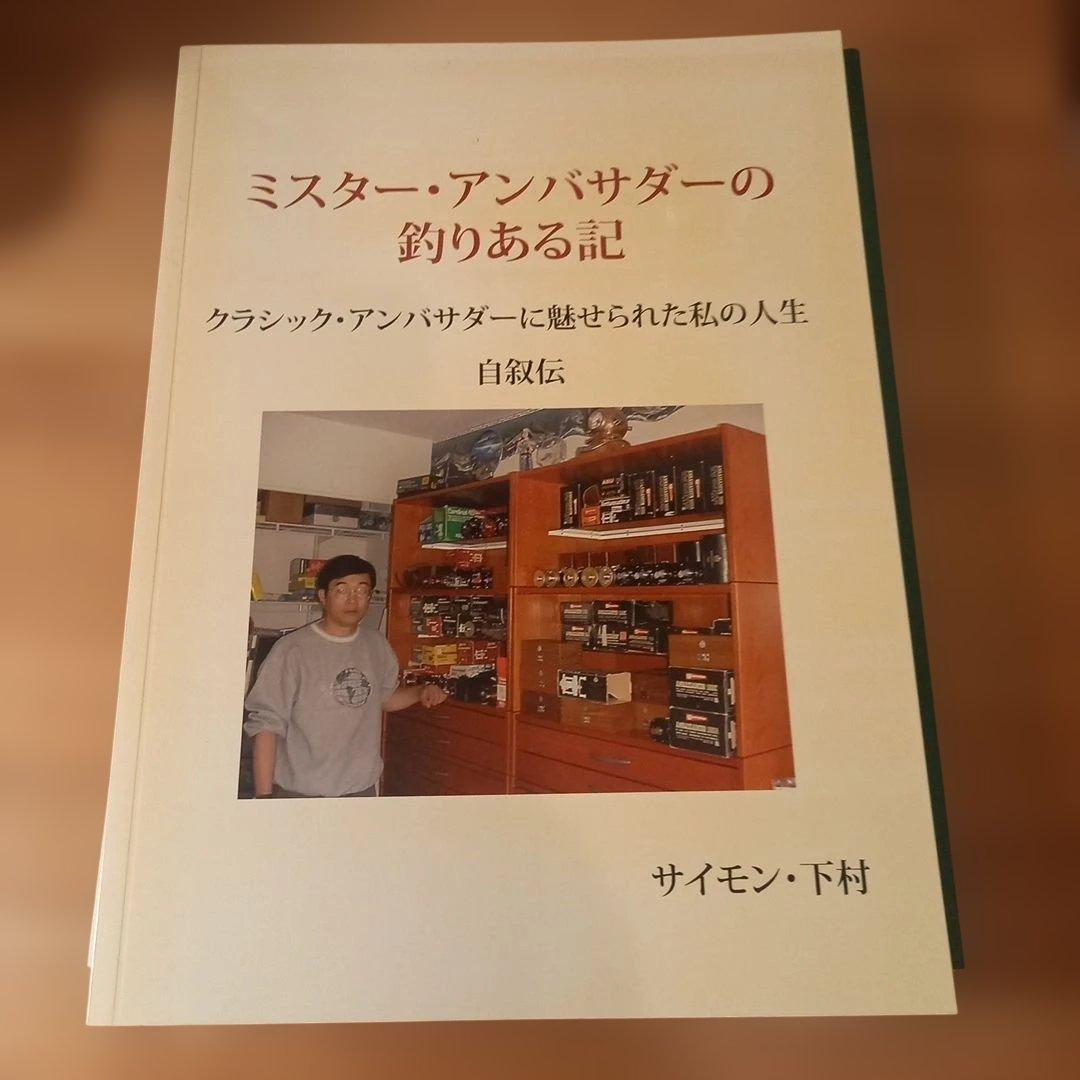 ミスター・アンバサダーの
釣りある記
クラシック・アンバサダーに魅せられた私の人生
自叙伝
サイモン・下村